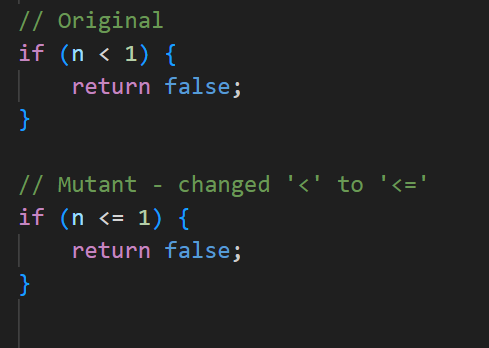 // Original
if (n < 1) {
    return false;
}

// Mutant - changed '<' to '<='
if (n <= 1) {
    return false;
}